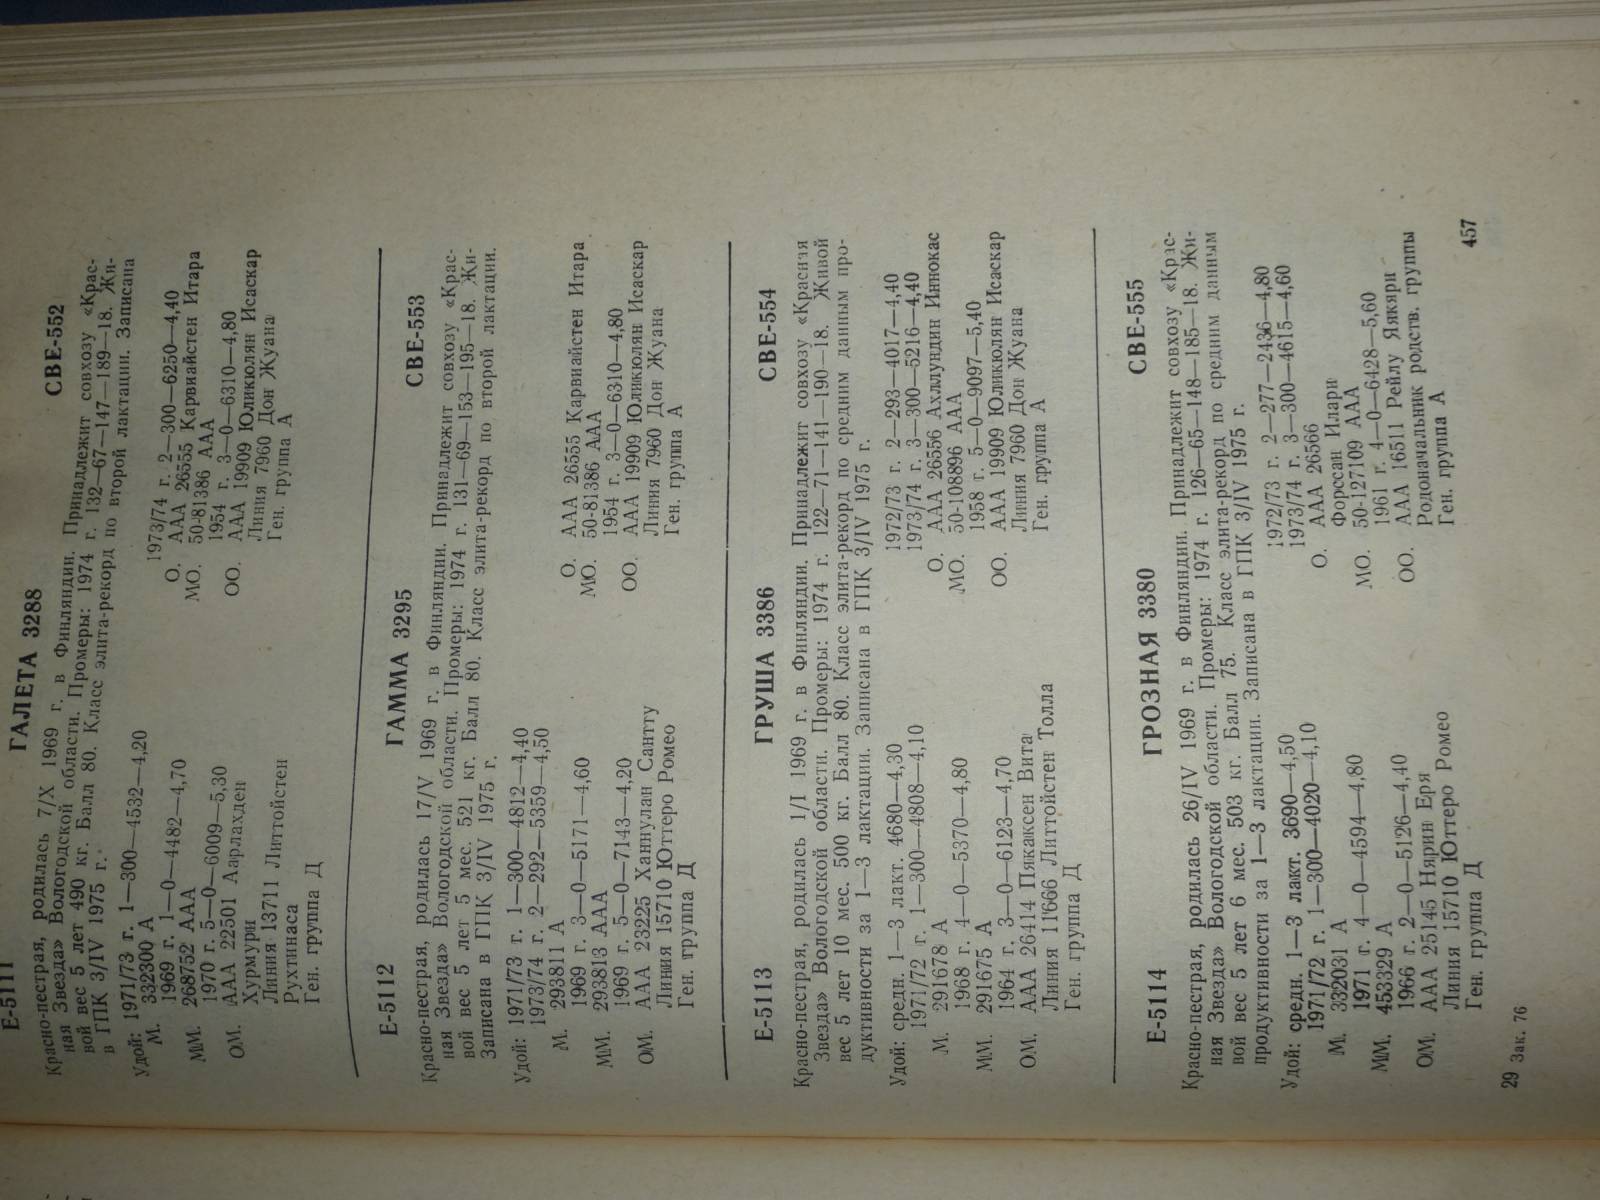 Е-5111 ГАЛЕТА 3288 СВЕ-552
Красно-пестрая, родилась 7/X 1969 г. в Финляндии. Принадлежит совхозу «Крас-
ная Звезда» Вологодской области. Промеры: 1974 г. 132—67—147—189—18. Жи-
вой вес 5 лет 490 кг. Балл 80. Класс элита-рекорд по второй лактации. Записана
в ГПК 3/IV 1975 г.
Удой: 1971/73 г. 1—300—4532—4,20 1973/74 г. 2—300—6250—4,40
М. 332300 А О. ААА 26555 Карвиайстен Итара
1969 г. 1—0—4482—4,70 МО. 50-81386 ААА
ММ. 268752 ААА 1954 г. 3—0—6310—4,80
1970 г. 5—0—6009—5,30 ОО. ААА 19909 Юликюлян Исаскар
ОМ. ААА 22501 Аарлахден Линия 7960 Дон Жуана
Хурмури Ген. группа А
Линия 13711 Литтойстен
Рухтинаса
Ген. группа Д
Е-5112 ГАММА 3295 СВЕ-553
Красно-пестрая, родилась 17/V 1969 г. в Финляндии. Принадлежит совхозу «Крас-
ная Звезда» Вологодской области. Промеры: 1974 г. 131—69—153—195—18. Жи-
вой вес 5 лет 5 мес. 521 кг. Балл 80. Класс элита-рекорд по второй лактации.
Записана в ГПК 3/IV 1975 г.
Удой: 1971/73 г. 1—300—4812—4,40
1973/74 г. 2—292—5359—4,50
М. 293811 А О. ААА 26555 Карвиайстен Итара
1969 г. 3—0—5171—4,60 МО. 50-81386 ААА
ММ. 293813 ААА 1954 г. 3—0—6310—4,80
1969 г. 5—0—7143—4,20 ОО. ААА 19909 Юликюлян Исаскар
ОМ. ААА 23225 Ханнулан Сантту Линия 7960 Дон Жуана
Линия 15710 Юттеро Ромео Ген. группа А
Ген. группа Д
Е-5113 ГРУША 3386 СВЕ-554
Красно-пестрая, родилась 1/I 1969 г. в Финляндии. Принадлежит совхозу «Красная
Звезда» Вологодской области. Промеры: 1974 г. 122—71—141—190—18. Живой
вес 5 лет 10 мес. 500 кг. Балл 80. Класс элита-рекорд по средним данным про-
дуктивности за 1—3 лактации. Записана в ГПК 3/IV 1975 г.
Удой: средн. 1—3 лакт. 4680—4,30 1972/73 г. 2—293—4017—4,40
1971/72 г. 1—300—4808—4,10 1973/74 г. 3—300—5216—4,40
М. 291678 А О. ААА 26556 Ахллундин Иннокас
1968 г. 4—0—5370—4,80 МО. 50-108896 ААА
ММ. 291675 А 1958 г. 5—0—9097—5,40
1964 г. 3—0—6123—4,70 ОО. ААА 19909 Юликюлян Исаскар
ОМ. ААА 26414 Пяжаксен Вита Линия 7960 Дон Жуана
Линия 11666 Литтойстен Толла Ген. группа А
Ген. группа Д
Е-5114 ГРОЗНАЯ 3380 СВЕ-555
Красно-пестрая, родилась 26/IV 1969 г. в Финляндии. Принадлежит совхозу «Крас-
ная Звезда» Вологодской области. Промеры: 1974 г. 126—65—148—185—18. Жи-
вой вес 5 лет 6 мес. 503 кг. Балл 75. Класс элита-рекорд по средним данным
продуктивности за 1—3 лактации. Записана в ГПК 3/IV 1975 г.
Удой: средн. 1—3 лакт. 3690—4,50 1972/73 г. 2—277—2436—4,80
1971/72 г. 1—300—4020—4,10 1973/74 г. 3—300—4615—4,60
М. 332031 А О. ААА 26566
1971 г. 4—0—4594—4,80 Форссан Илари
ММ. 453329 А МО. 50-127109 ААА
1966 г. 2—0—5126—4,40 1961 г. 4—0—6428—5,60
ОМ. ААА 25145 Нярин Еря ОО. ААА 16511 Рейлу Яякяри
Линия 15710 Юттеро Ромео Родоначальник родств. группы
Ген. группа Д Ген. группа А
29 Зак. 76 457